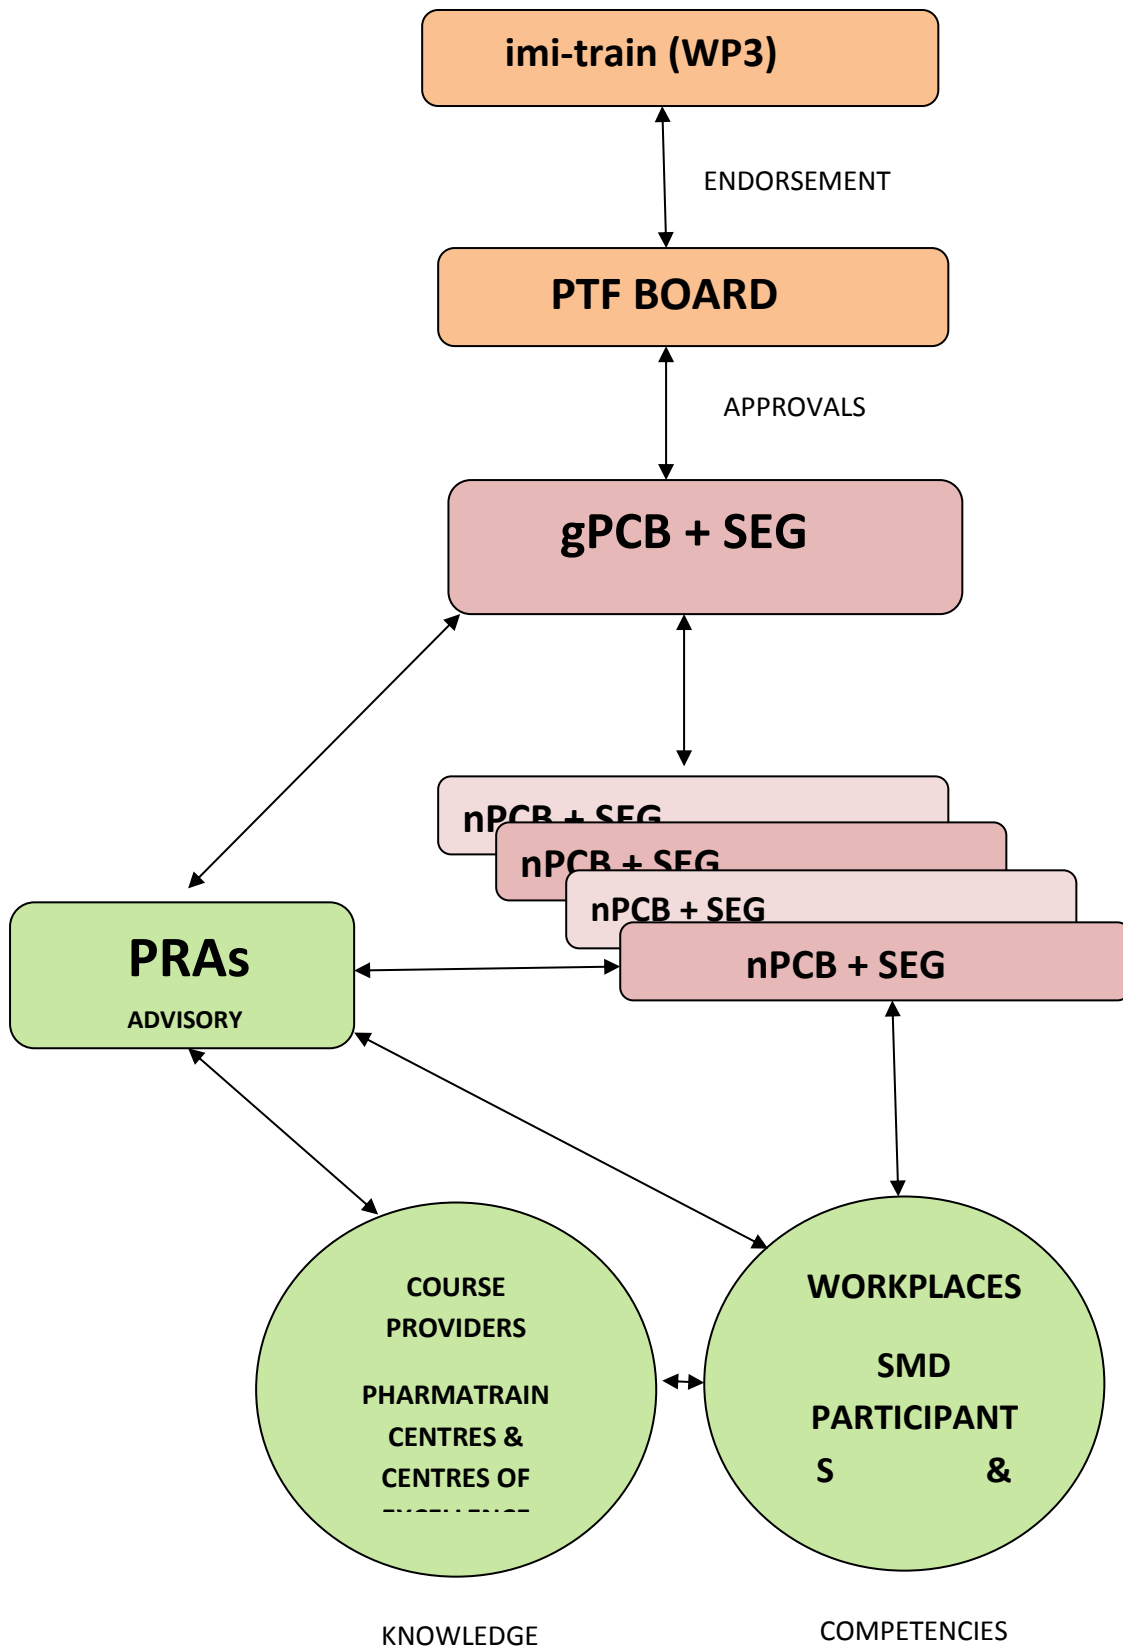 imi-train (WP3)
ENDORSEMENT
PTF BOARD
APPROVALS
gPCB + SEG
nPCB + SEG
nPCB + SEG
nPCB + SEG
nPCB + SEG
PRAs
ADVISORY
COURSE
PROVIDERS
PHARMATRAIN
CENTRES &
CENTRES OF
EXCELLENCE
WORKPLACES
SMD
PARTICIPANT
S &
KNOWLEDGE
COMPETENCIES